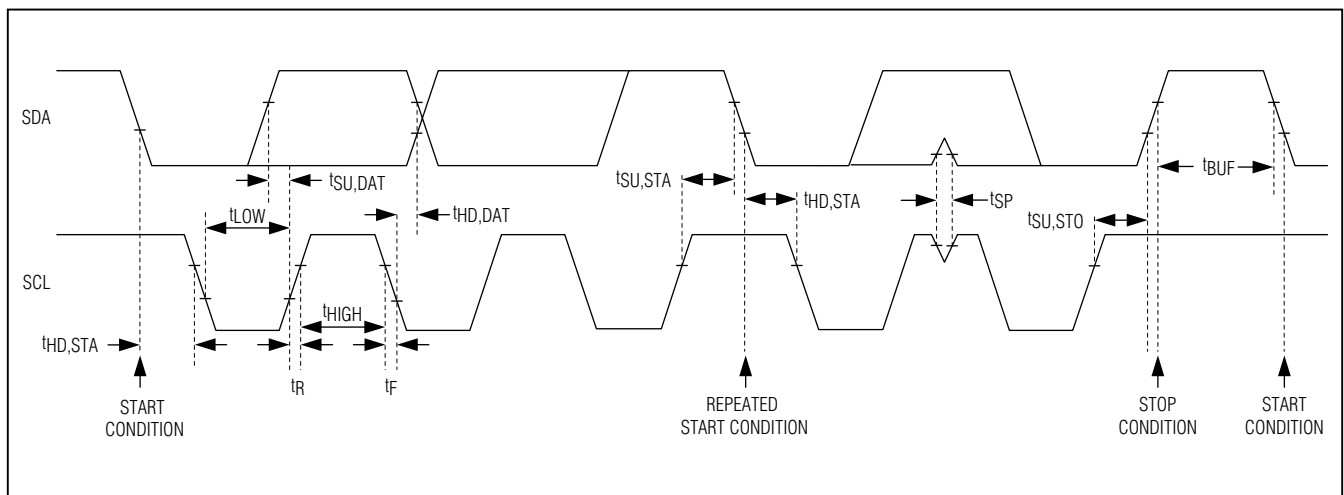 SDA
tSU,DAT
tSU,STA
tBUF
tLOW
tHD,DAT
tHD,STA
tSP
tSU,STO
SCL
tHIGH
tHD,STA
tR
tF
START
CONDITION
REPEATED
START CONDITION
STOP
CONDITION
START
CONDITION